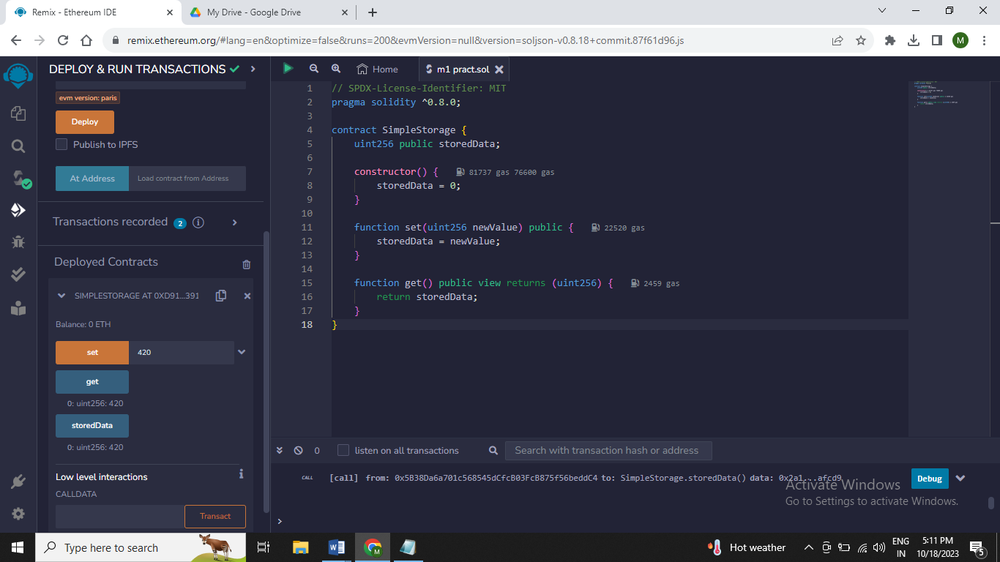 Remix - Ethereum IDE
My Drive - Google Drive
remix.ethereum.org/#lang=en&optimize=false&runs=200&evmVersion=null&version=soljson-v0.8.18+commit.87f61d96.js
M
DEPLOY & RUN TRANSACTIONS
evm version: paris
Deploy
Publish to IPFS
At Address
Load contract from Address
Transactions recorded 2 i
Deployed Contracts
SIMPLESTORAGE AT 0XD91...391
Balance: 0 ETH
set
420
get
0: uint256: 420
storedData
0: uint256: 420
Low level interactions
i
CALLDATA
Transact
Home
m1 pract.sol
1 // SPDX-License-Identifier: MIT
2 pragma solidity ^0.8.0;
3
4 contract SimpleStorage {
5 uint256 public storedData;
6
7 constructor() { 81737 gas 76600 gas
8 storedData = 0;
9 }
10
11 function set(uint256 newValue) public { 22520 gas
12 storedData = newValue;
13 }
14
15 function get() public view returns (uint256) { 2459 gas
16 return storedData;
17 }
18 }
0
listen on all transactions
Search with transaction hash or address
CALL
[call] from: 0x5B38Da6a701c568545dCfcB03FcB875f56beddC4 to: SimpleStorage.storedData() data: 0x2a1...afcd9
Debug
>
Activate Windows
Go to Settings to activate Windows.
Type here to search
W
M
Hot weather
ENG
IN
5:11 PM
10/18/2023
5